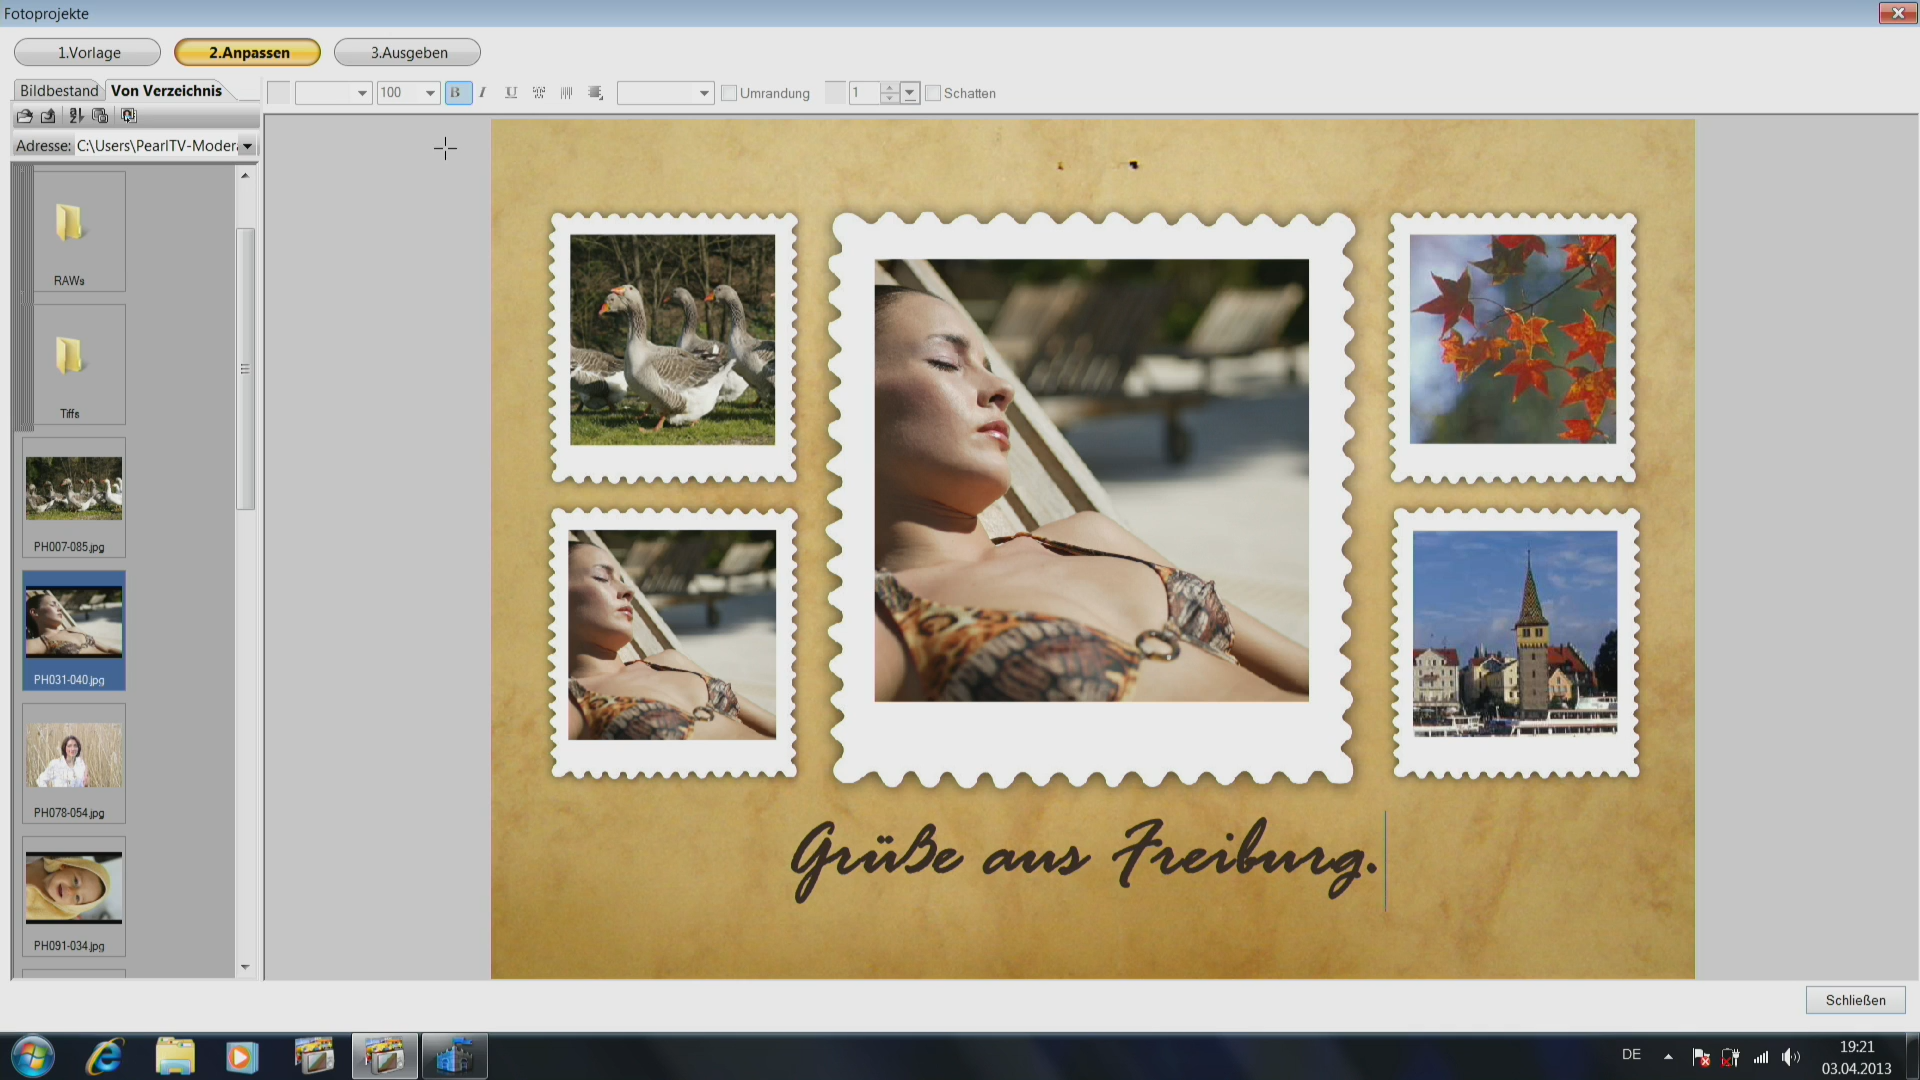 Fotoprojekte
1.Vorlage
2.Anpassen
3.Ausgeben
Bildbestand
Von Verzeichnis
100
B
I
U
Umrandung
1
Schatten
Adresse: C:\Users\PearlTV-Moder
RAWs
Tiffs
PH007-085.jpg
PH031-040.jpg
PH078-054.jpg
PH091-034.jpg
Grüße aus Freiburg.
Schließen
DE
19:21
03.04.2013